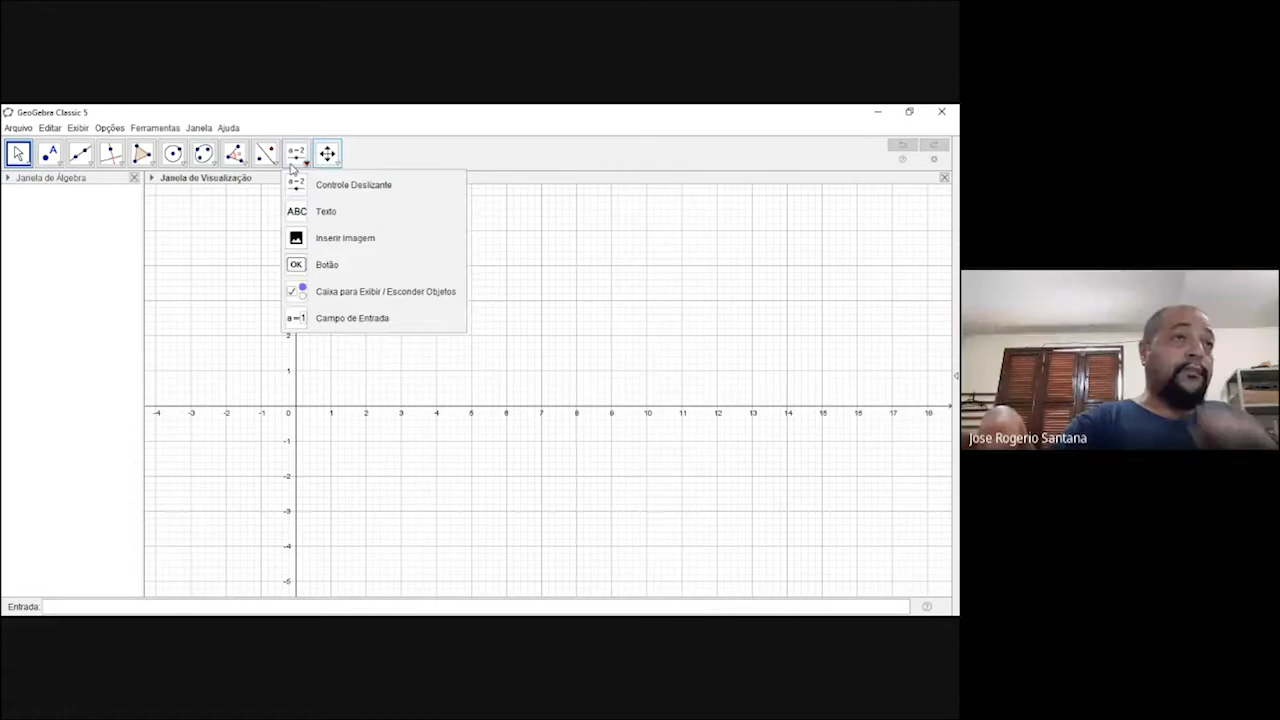 GeoGebra Classic 5
Arquivo Editar Exibir Opções Ferramentas Janela Ajuda
A
a=2
Janela de Álgebra
Janela de Visualização
a=2 Controle Deslizante
ABC Texto
Inserir Imagem
OK Botão
Caixa para Exibir / Esconder Objetos
a=1 Campo de Entrada
2
1
-4 -3 -2 -1 0 1 2 3 4 5 6 7 8 9 10 11 12 13 14 15 16 17 18
-1
-2
-3
-4
-5
Entrada:
Jose Rogerio Santana